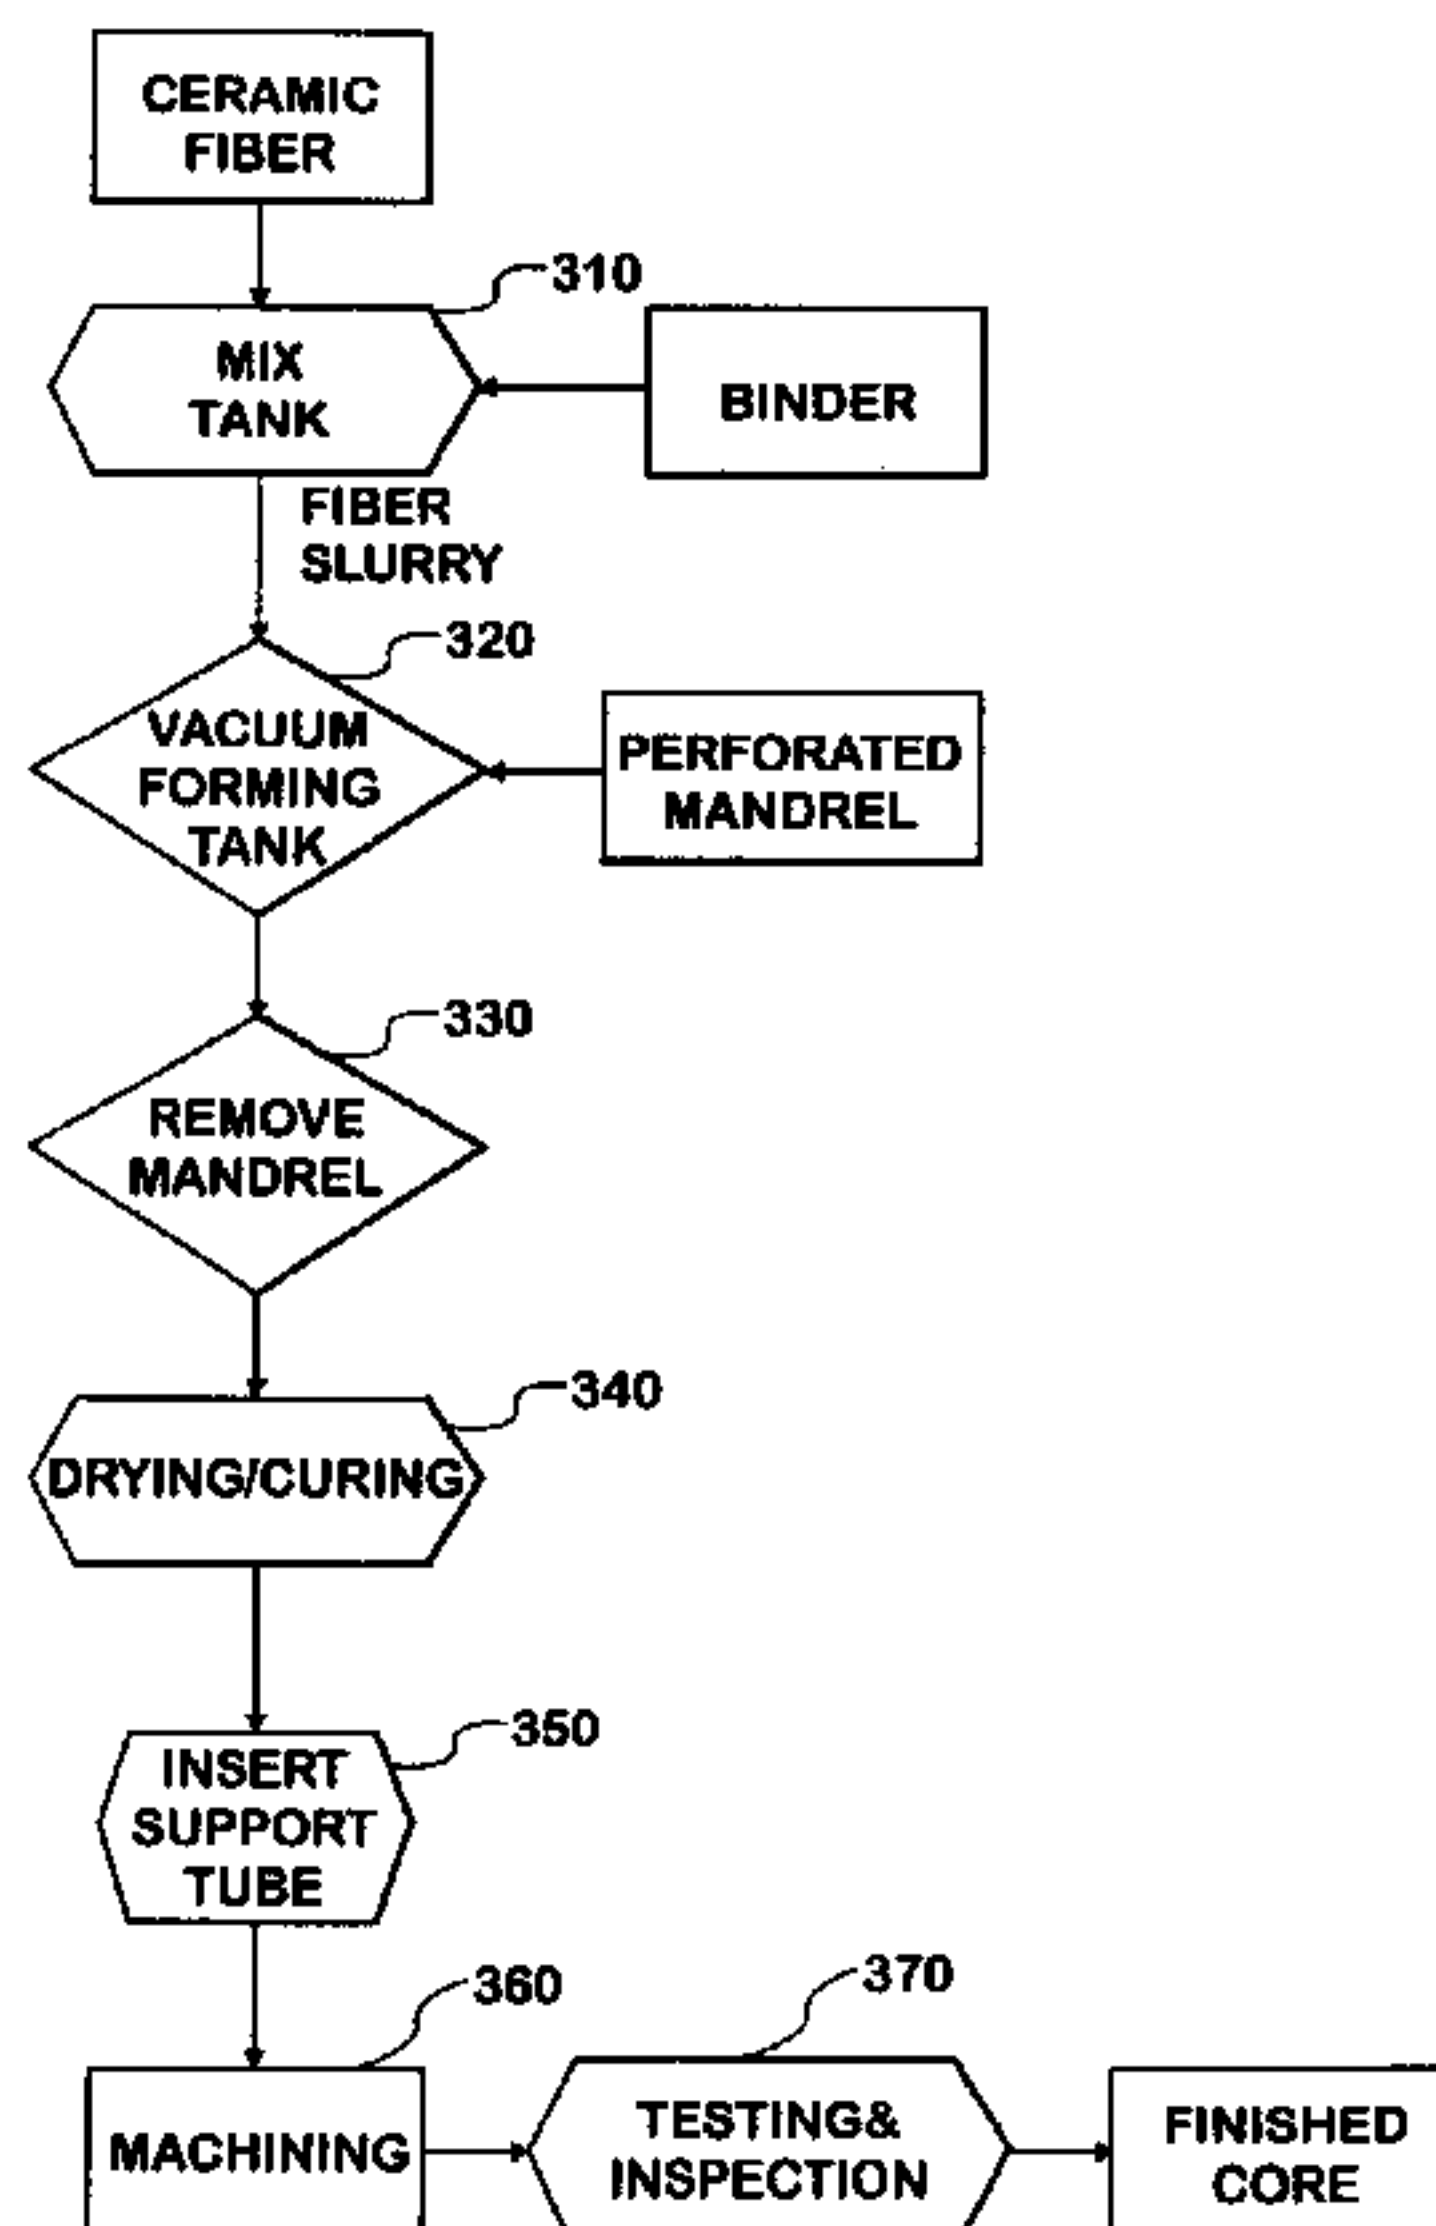 CERAMIC
FIBER
310
MIX
TANK
BINDER
FIBER
SLURRY
320
VACUUM
FORMING
TANK
PERFORATED
MANDREL
330
REMOVE
MANDREL
340
DRYING/CURING
350
INSERT
SUPPORT
TUBE
360
370
MACHINING
TESTING&
INSPECTION
FINISHED
CORE